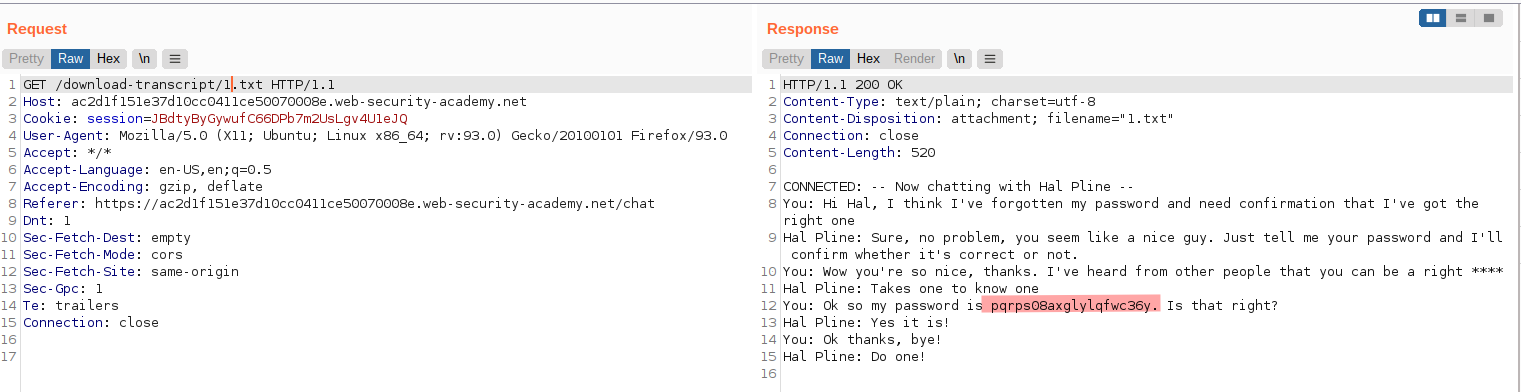 Request
Pretty Raw Hex \n
1 GET /download-transcript/1.txt HTTP/1.1
2 Host: ac2d1f151e37d10cc0411ce50070008e.web-security-academy.net
3 Cookie: session=JBdtyByGywufC66DPb7m2UsLgv4U1eJQ
4 User-Agent: Mozilla/5.0 (X11; Ubuntu; Linux x86_64; rv:93.0) Gecko/20100101 Firefox/93.0
5 Accept: */*
6 Accept-Language: en-US,en;q=0.5
7 Accept-Encoding: gzip, deflate
8 Referer: https://ac2d1f151e37d10cc0411ce50070008e.web-security-academy.net/chat
9 Dnt: 1
10 Sec-Fetch-Dest: empty
11 Sec-Fetch-Mode: cors
12 Sec-Fetch-Site: same-origin
13 Sec-Gpc: 1
14 Te: trailers
15 Connection: close
16
17
Response
Pretty Raw Hex Render \n
1 HTTP/1.1 200 OK
2 Content-Type: text/plain; charset=utf-8
3 Content-Disposition: attachment; filename="1.txt"
4 Connection: close
5 Content-Length: 520
6
7 CONNECTED: -- Now chatting with Hal Pline --
8 You: Hi Hal, I think I've forgotten my password and need confirmation that I've got the
right one
9 Hal Pline: Sure, no problem, you seem like a nice guy. Just tell me your password and I'll
confirm whether it's correct or not.
10 You: Wow you're so nice, thanks. I've heard from other people that you can be a right ****
11 Hal Pline: Takes one to know one
12 You: Ok so my password is pqrps08axglylqfwc36y. Is that right?
13 Hal Pline: Yes it is!
14 You: Ok thanks, bye!
15 Hal Pline: Do one!
16